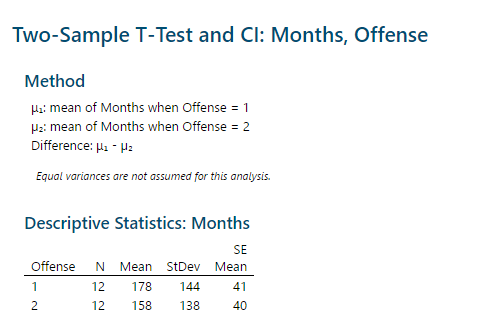 Two-Sample T-Test and CI: Months, Offense
Method
μ₁: mean of Months when Offense = 1
µ₂: mean of Months when Offense = 2
Difference: µ₁ - µ₂
Equal variances are not assumed for this analysis.
Descriptive Statistics: Months
SE
Offense N Mean StDev Mean
1 12 178 144 41
2 12 158 138 40